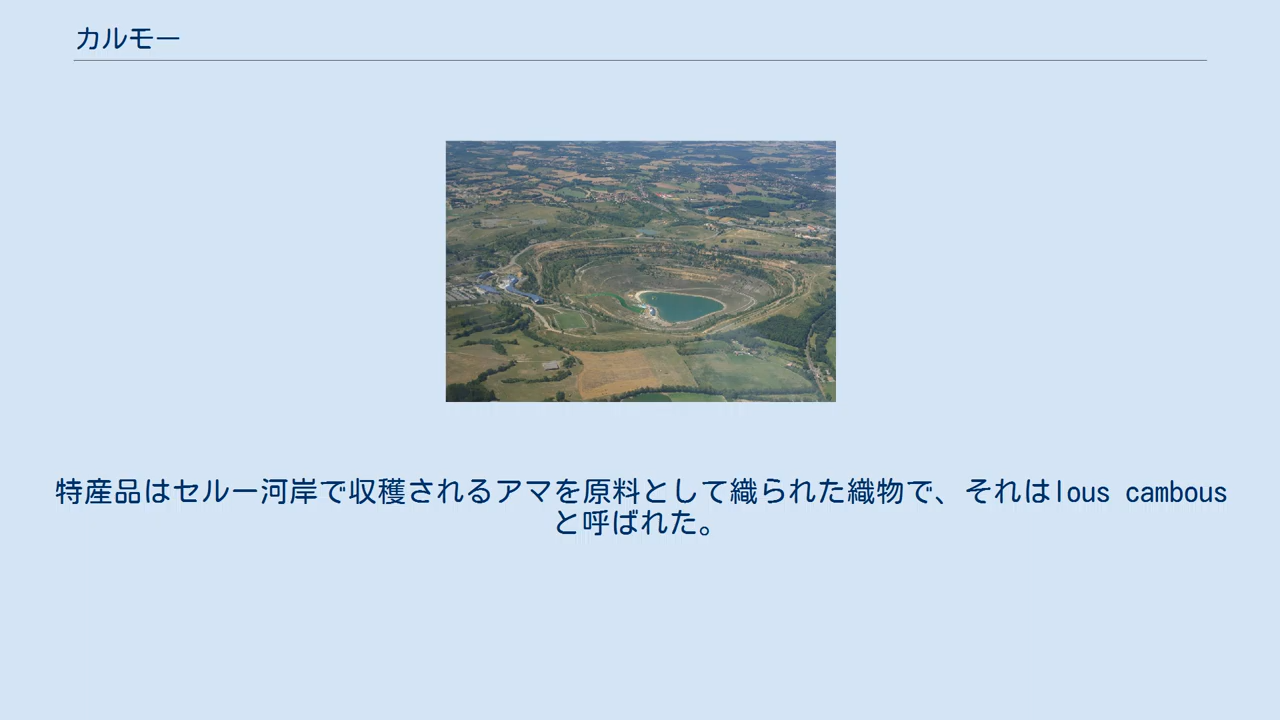 カルモー
特産品はセルー河岸で収穫されるアマを原料として織られた織物で、それはlous cambous
と呼ばれた。